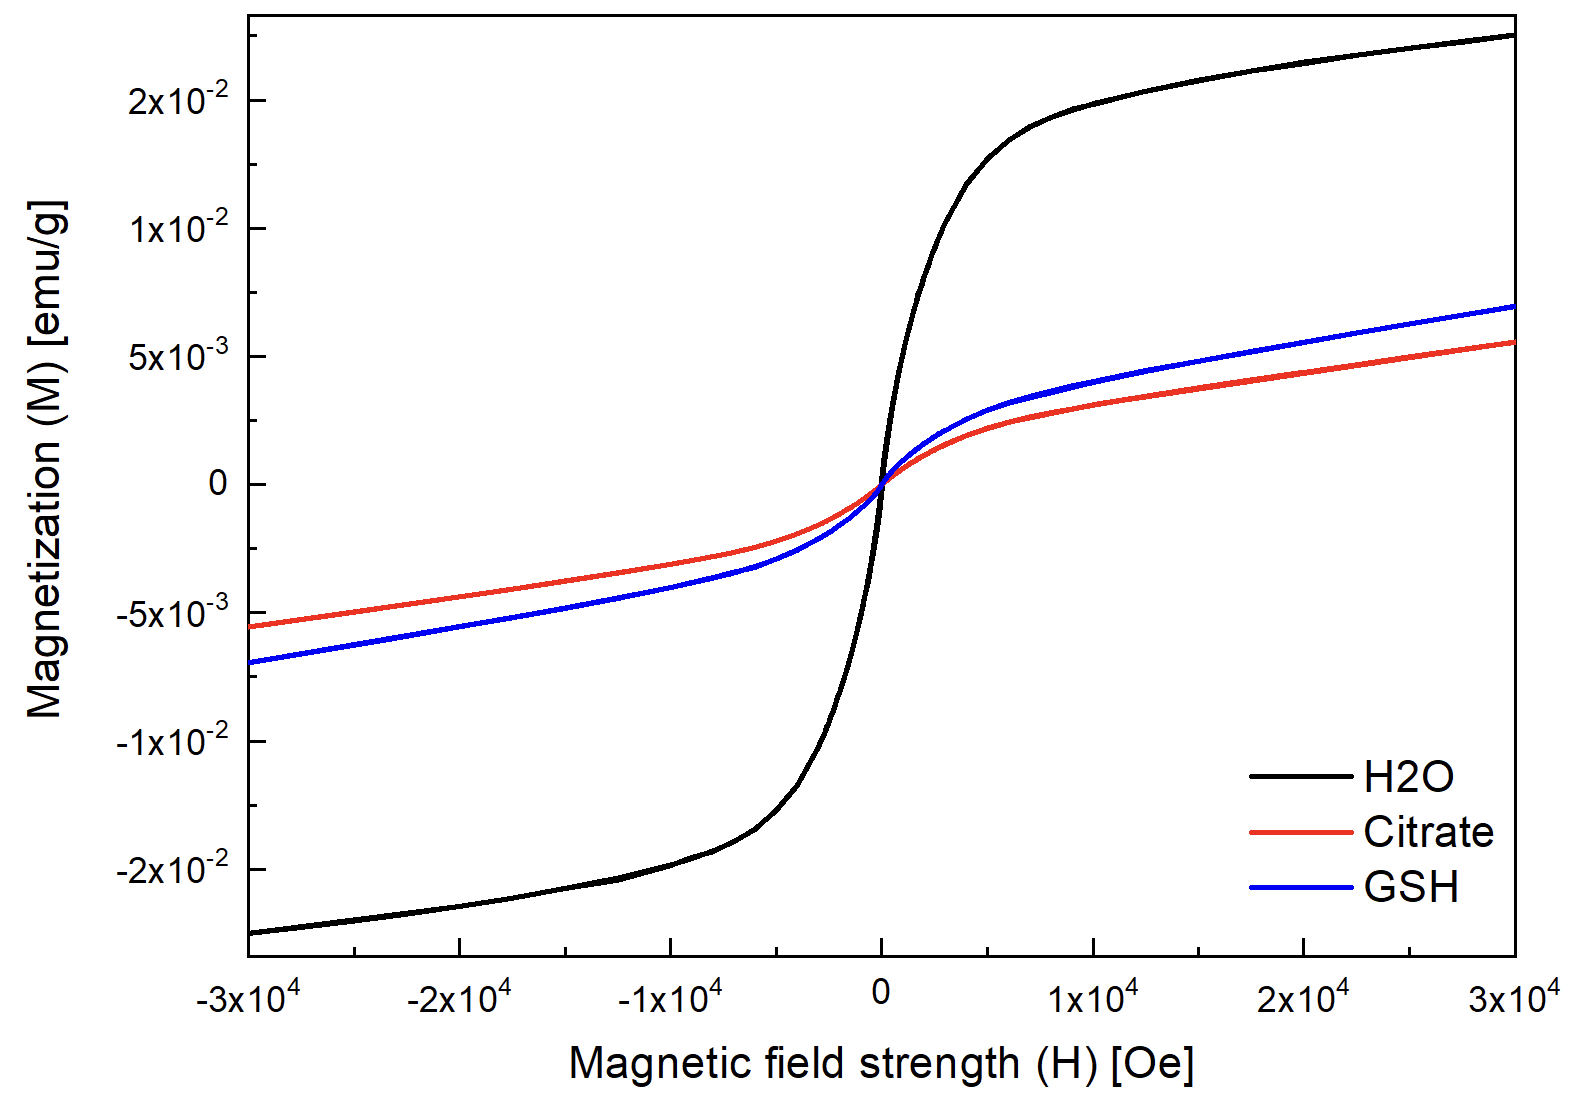 Magnetization (M) [emu/g]
2x10-2
1x10-2
5x10-3
0
-5x10-3
-1x10-2
-2x10-2
H2O
Citrate
GSH
-3x104 -2x104 -1x104 0 1x104 2x104 3x104
Magnetic field strength (H) [Oe]